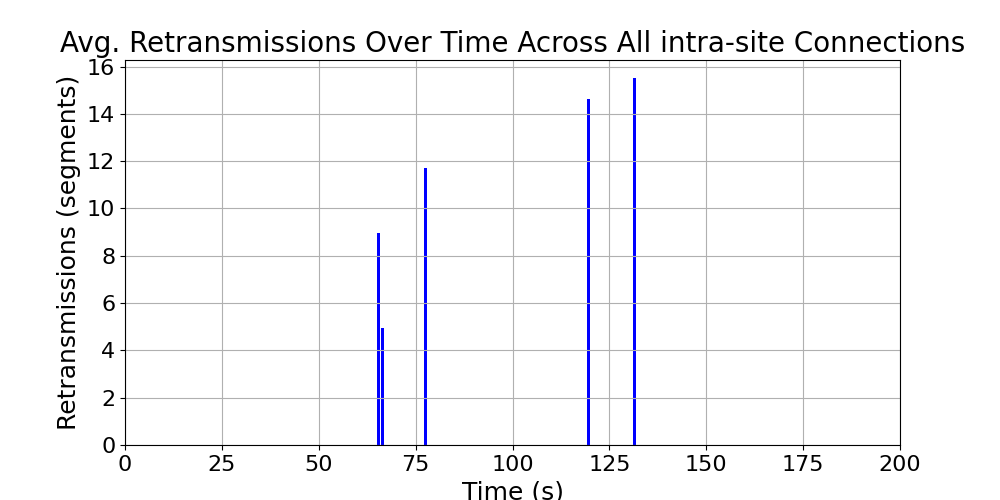 Avg. Retransmissions Over Time Across All intra-site Connections
Retransmissions (segments)
16
14
12
10
8
6
4
2
0
0 25 50 75 100 125 150 175 200
Time (s)